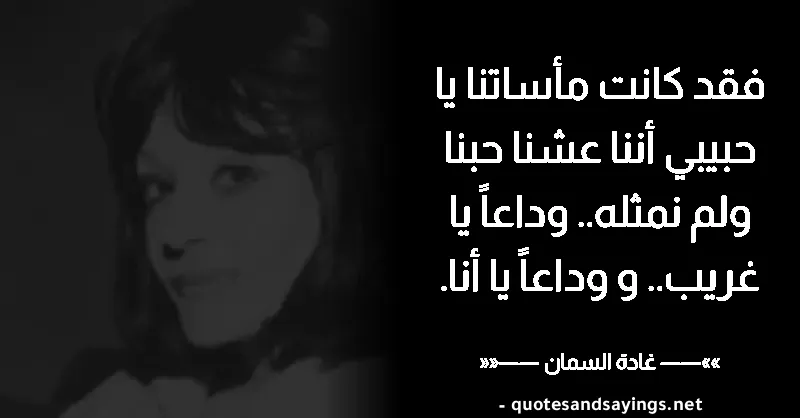 فقد كانت مأساتنا يا
حبيبي أننا عشنا حبنا
ولم نمثله.. وداعاً يا
غريب.. و وداعاً يا أنا.
»»—— غادة السمان ——««
- quotesandsayings.net